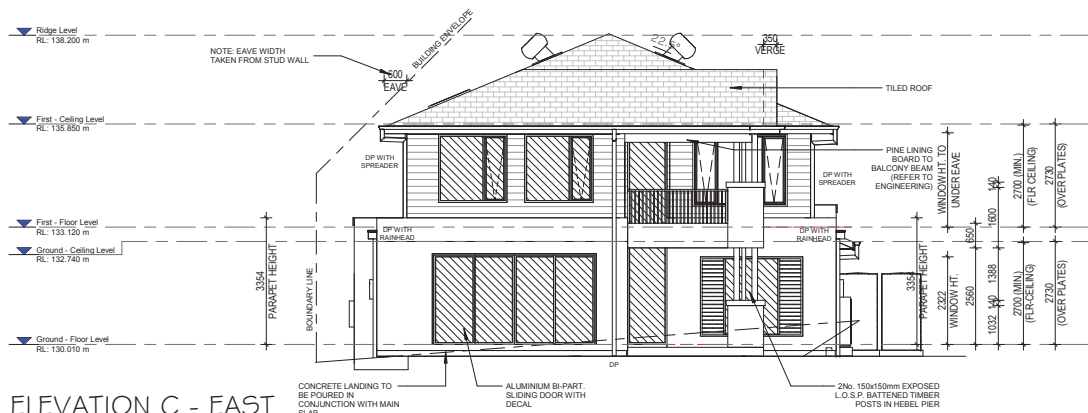 Ridge Level
RL: 138.200 m
NOTE: EAVE WIDTH
TAKEN FROM STUD WALL
BUILDING ENVELOPE
600
EAVE
22.5°
350
VERGE
TILED ROOF
First - Ceiling Level
RL: 135.850 m
DP WITH
SPREADER
PINE LINING
BOARD TO
BALCONY BEAM
(REFER TO
ENGINEERING)
DP WITH
SPREADER
WINDOW HT. TO
UNDER EAVE
140
1600
2700 (MIN.)
(FLR CEILING)
2730
(OVER PLATES)
First - Floor Level
RL: 133.120 m
Ground - Ceiling Level
RL: 132.740 m
DP WITH
RAINHEAD
DP WITH
RAINHEAD
650
3354
PARAPET HEIGHT
BOUNDARY LINE
3354
PARAPET HEIGHT
2322
WINDOW HT.
2560
1032
140
1388
2700 (MIN.)
(FLR-CEILING)
2730
(OVER PLATES)
Ground - Floor Level
RL: 130.010 m
DP
CONCRETE LANDING TO
BE POURED IN
CONJUNCTION WITH MAIN
SLAB
ALUMINIUM BI-PART.
SLIDING DOOR WITH
DECAL
2No. 150x150mm EXPOSED
L.O.S.P. BATTENED TIMBER
POSTS IN HEBEL PIER
ELEVATION C - EAST